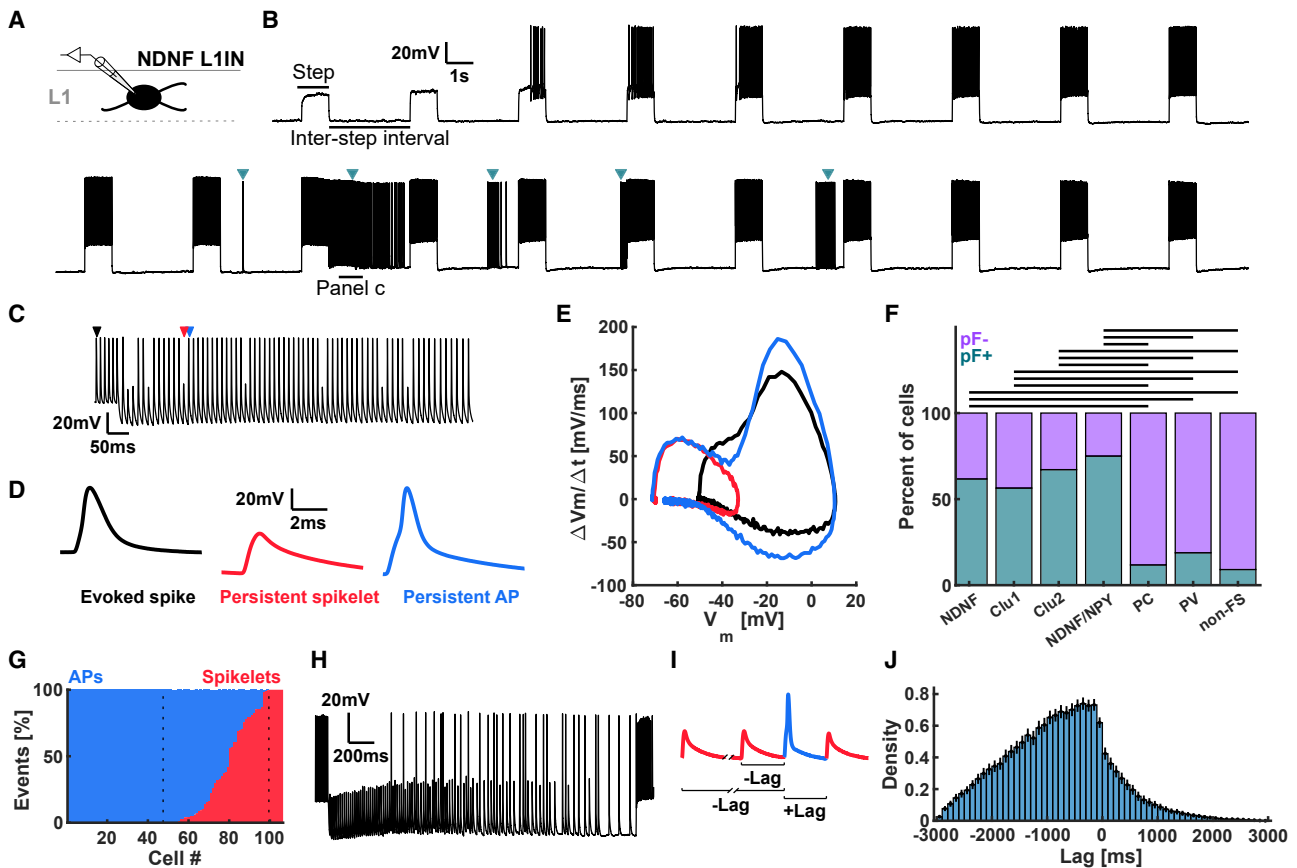 A
NDNF L1IN
L1
B
20mV
1s
Step
Inter-step interval
Panel c
C
20mV
50ms
D
20mV
2ms
Evoked spike
Persistent spikelet
Persistent AP
E
200
150
100
50
0
-50
-100
ΔVm/Δt [mV/ms]
-80
-60
-40
-20
0
20
Vm [mV]
F
pF-
pF+
100
50
0
Percent of cells
NDNF
Clu1
Clu2
NDNF/NPY
PC
PV
non-FS
G
APs
Spikelets
100
50
0
Events [%]
20
40
60
80
100
Cell #
H
20mV
200ms
I
-Lag
-Lag
+Lag
J
0.8
0.6
0.4
0.2
0
Density
-3000
-2000
-1000
0
1000
2000
3000
Lag [ms]